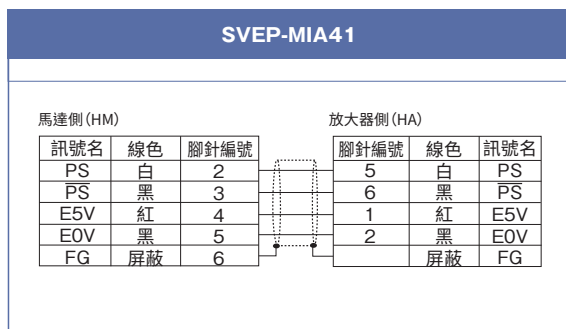 SVEP-MIA41
馬達側(HM) 放大器側(HA)
訊號名 線色 腳針編號 腳針編號 線色 訊號名
PS 白 2 5 白 PS
P̅S̅ 黑 3 6 黑 P̅S̅
E5V 紅 4 1 紅 E5V
E0V 黑 5 2 黑 E0V
FG 屏蔽 6 屏蔽 FG